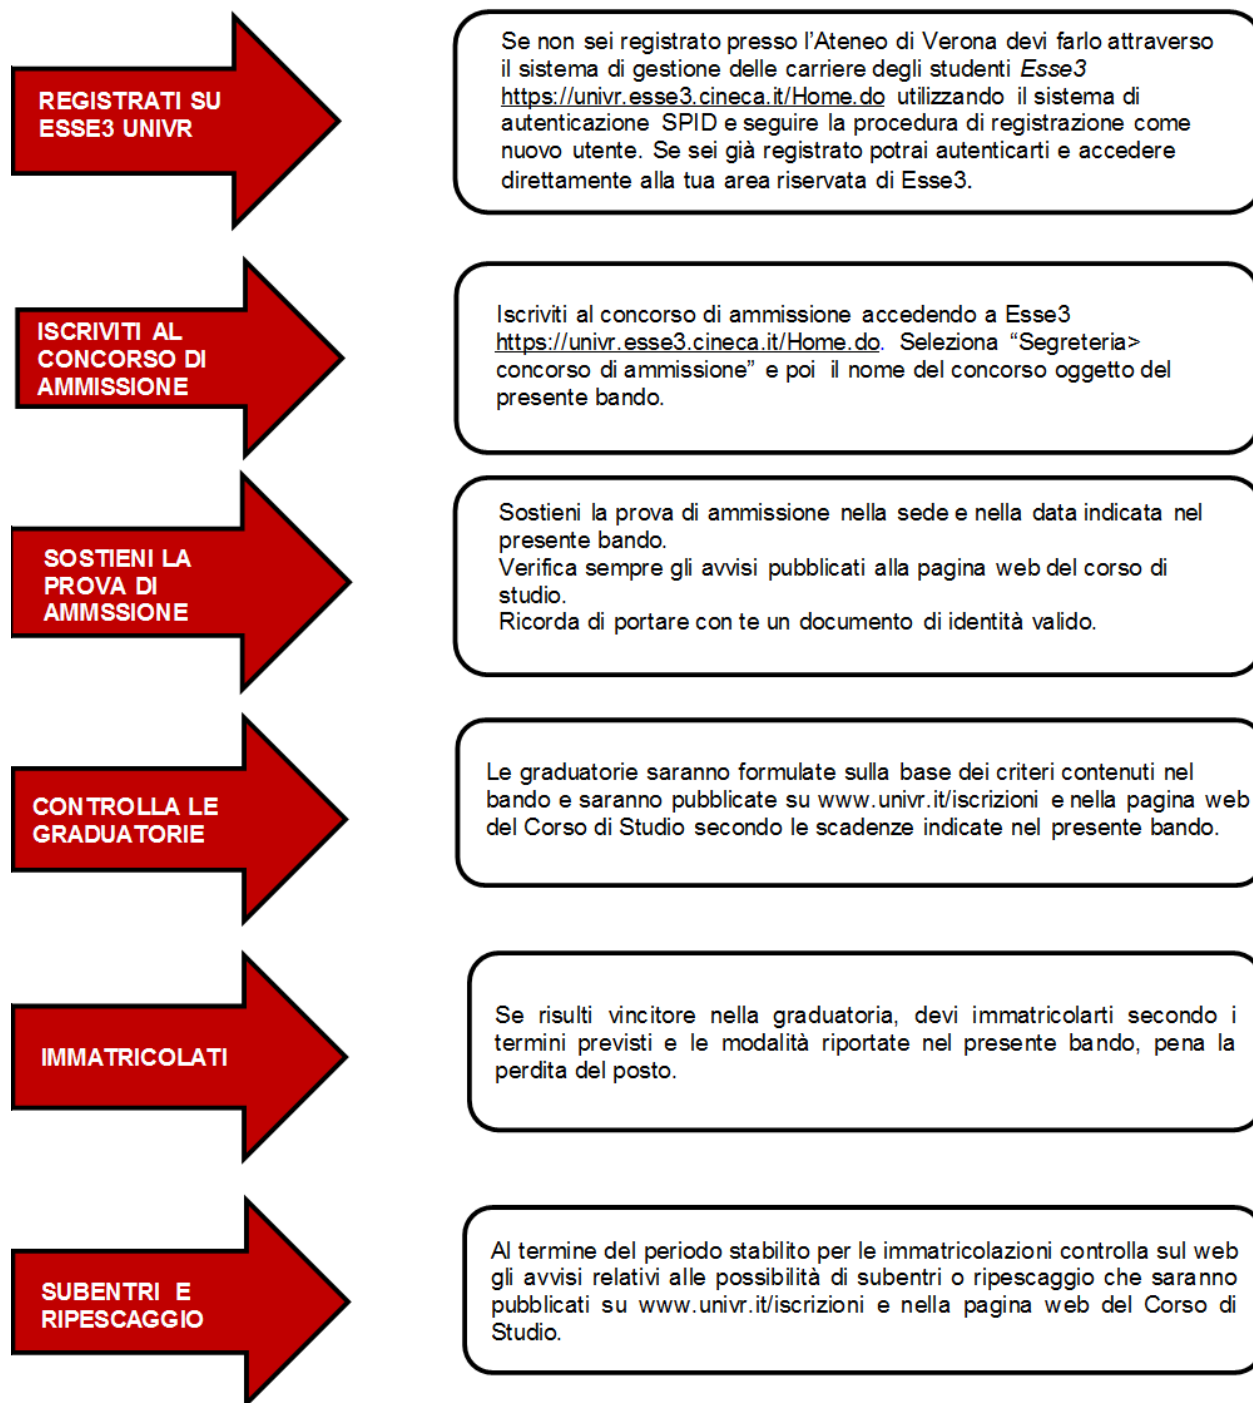 REGISTRATI SU
ESSE3 UNIVR
Se non sei registrato presso l'Ateneo di Verona devi farlo attraverso
il sistema di gestione delle carriere degli studenti Esse3
https://univr.esse3.cineca.it/Home.do utilizzando il sistema di
autenticazione SPID e seguire la procedura di registrazione come
nuovo utente. Se sei già registrato potrai autenticarti e accedere
direttamente alla tua area riservata di Esse3.
ISCRIVITI AL
CONCORSO DI
AMMISSIONE
Iscriviti al concorso di ammissione accedendo a Esse3
https://univr.esse3.cineca.it/Home.do. Seleziona “Segreteria>
concorso di ammissione” e poi il nome del concorso oggetto del
presente bando.
SOSTIENI LA
PROVA DI
AMMSSIONE
Sostieni la prova di ammissione nella sede e nella data indicata nel
presente bando.
Verifica sempre gli avvisi pubblicati alla pagina web del corso di
studio.
Ricorda di portare con te un documento di identità valido.
CONTROLLA LE
GRADUATORIE
Le graduatorie saranno formulate sulla base dei criteri contenuti nel
bando e saranno pubblicate su www.univr.it/iscrizioni e nella pagina web
del Corso di Studio secondo le scadenze indicate nel presente bando.
IMMATRICOLATI
Se risulti vincitore nella graduatoria, devi immatricolarti secondo i
termini previsti e le modalità riportate nel presente bando, pena la
perdita del posto.
SUBENTRI E
RIPESCAGGIO
Al termine del periodo stabilito per le immatricolazioni controlla sul web
gli avvisi relativi alle possibilità di subentri o ripescaggio che saranno
pubblicati su www.univr.it/iscrizioni e nella pagina web del Corso di
Studio.